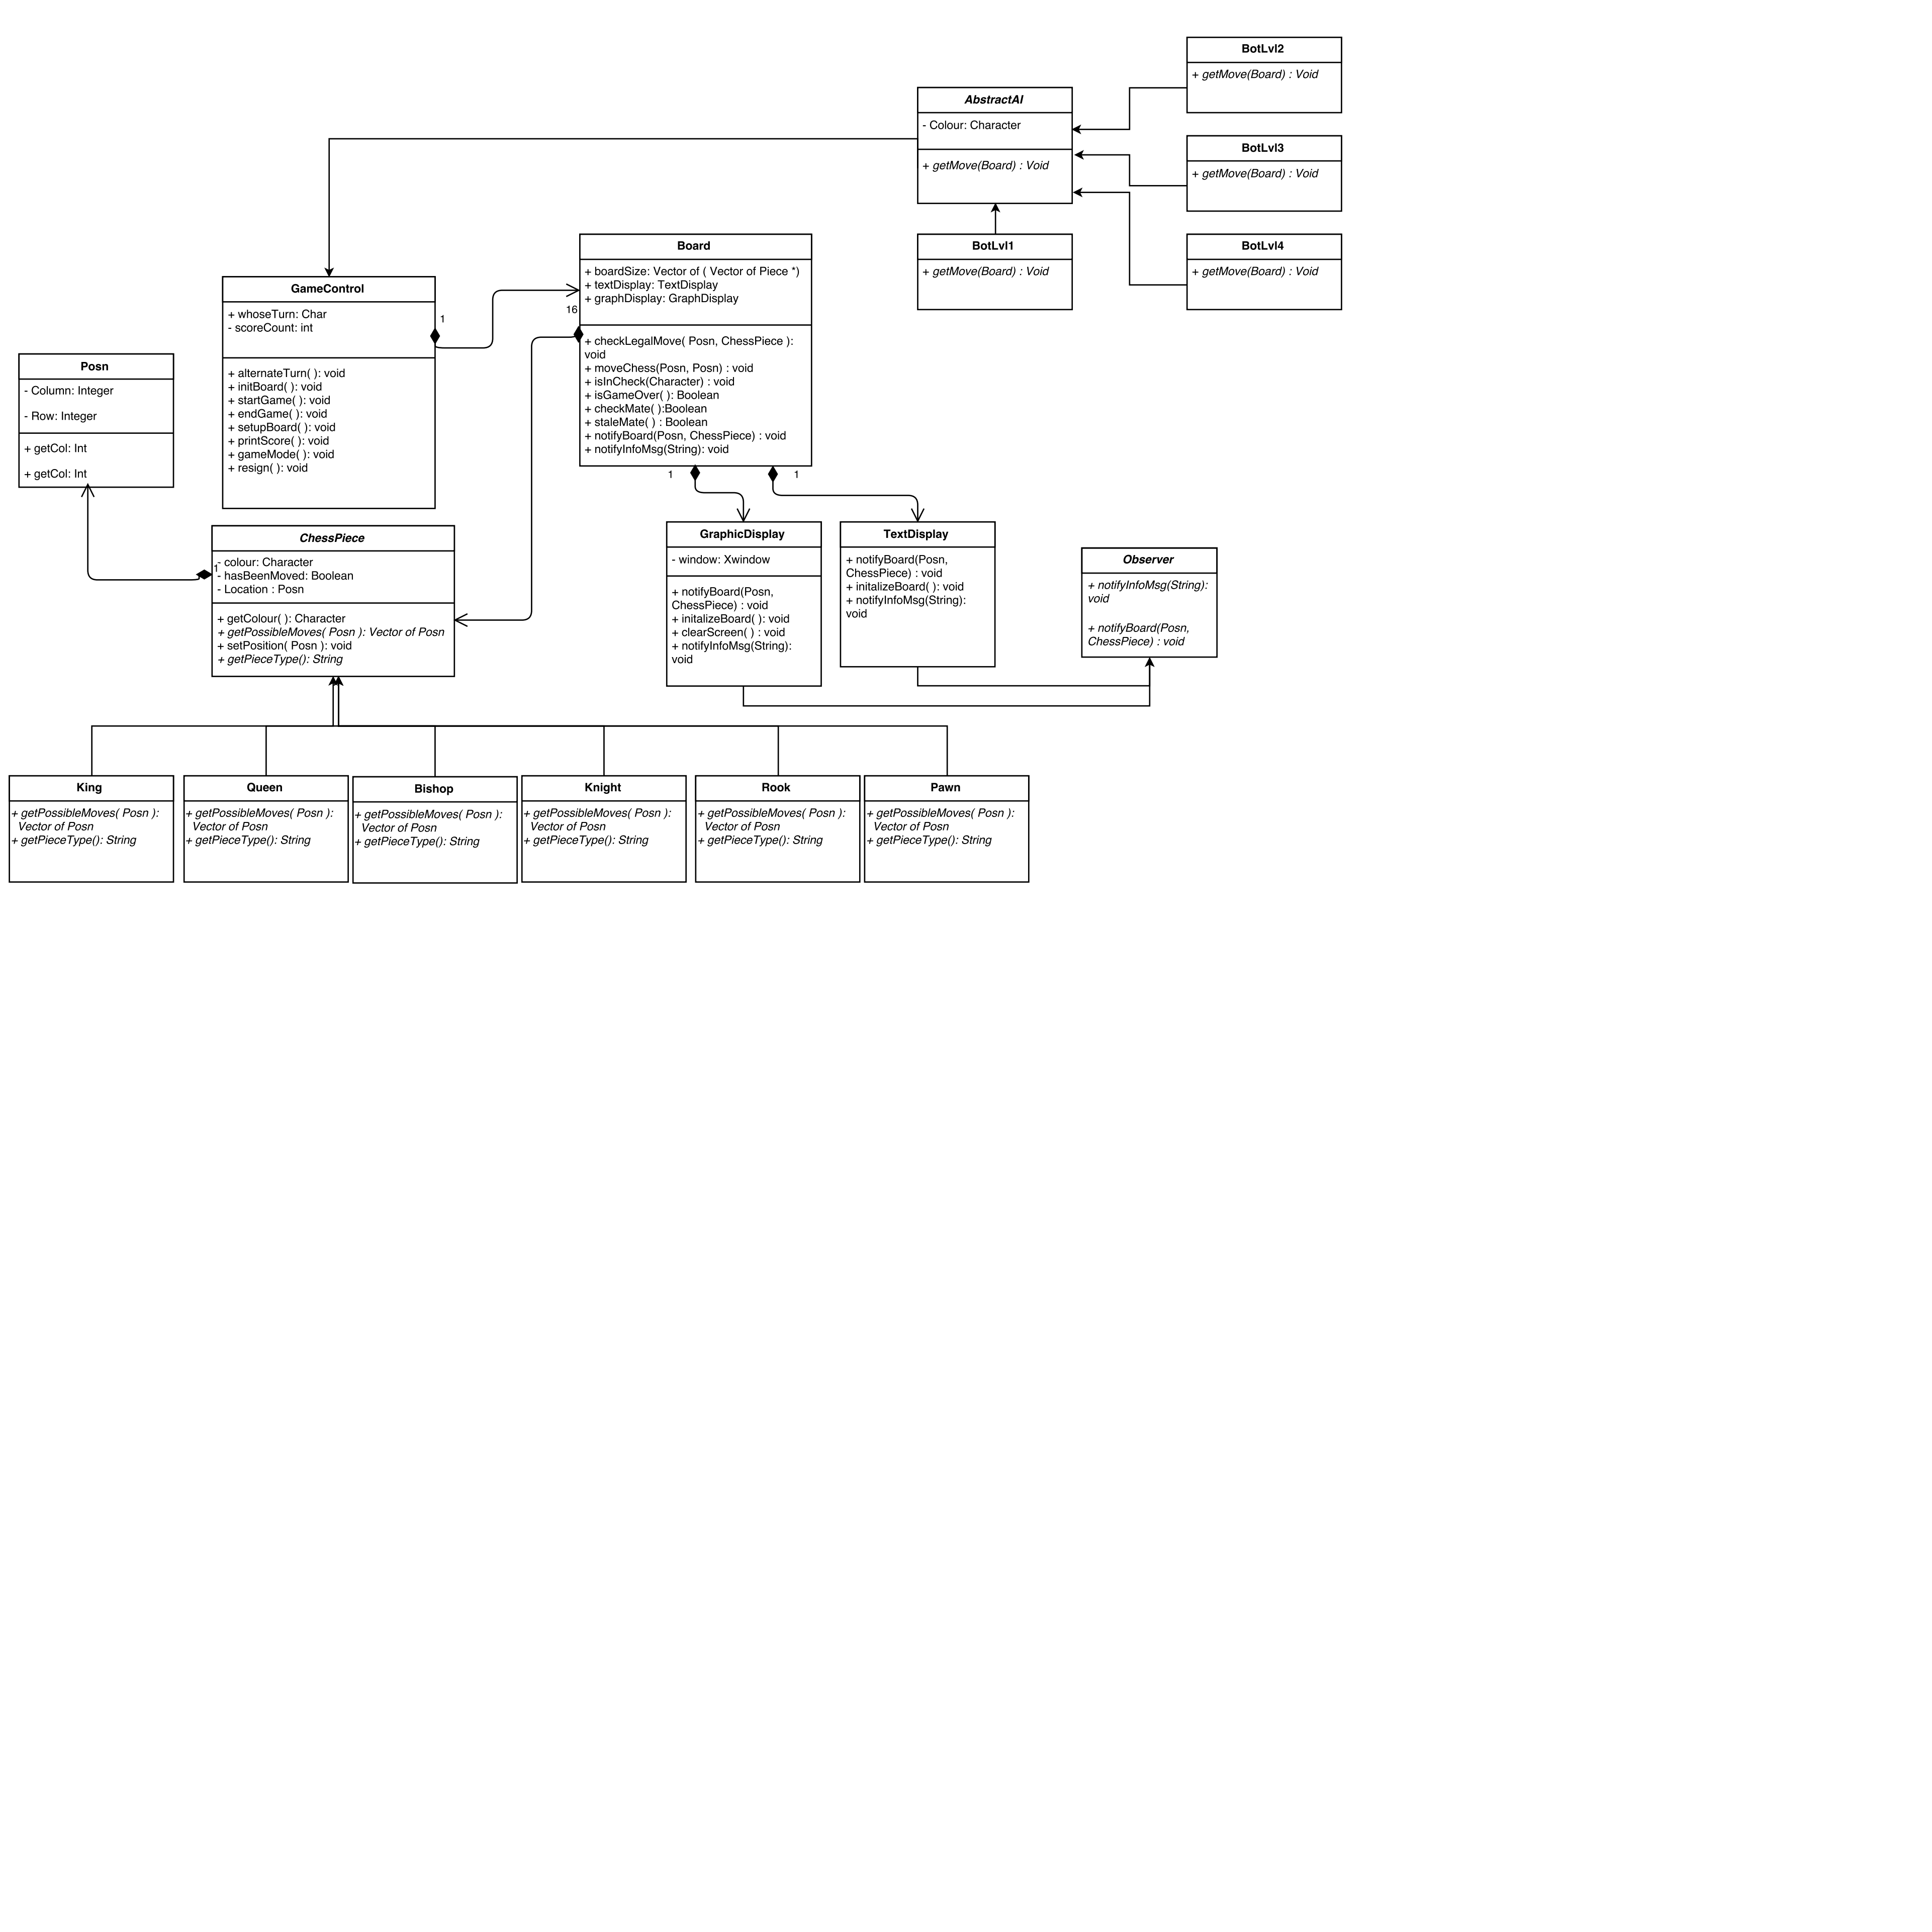 BotLvl2
+ getMove(Board) : Void
AbstractAI
- Colour: Character
+ getMove(Board) : Void
BotLvl3
+ getMove(Board) : Void
BotLvl1
+ getMove(Board) : Void
BotLvl4
+ getMove(Board) : Void
Board
+ boardSize: Vector of ( Vector of Piece *)
+ textDisplay: TextDisplay
+ graphDisplay: GraphDisplay
16
+ checkLegalMove( Posn, ChessPiece ):
void
+ moveChess(Posn, Posn) : void
+ isInCheck(Character) : void
+ isGameOver( ): Boolean
+ checkMate( ):Boolean
+ staleMate( ) : Boolean
+ notifyBoard(Posn, ChessPiece) : void
+ notifyInfoMsg(String): void
1
1
GameControl
+ whoseTurn: Char
- scoreCount: int
1
+ alternateTurn( ): void
+ initBoard( ): void
+ startGame( ): void
+ endGame( ): void
+ setupBoard( ): void
+ printScore( ): void
+ gameMode( ): void
+ resign( ): void
Posn
- Column: Integer
- Row: Integer
+ getCol: Int
+ getCol: Int
ChessPiece
1
- colour: Character
- hasBeenMoved: Boolean
- Location : Posn
+ getColour( ): Character
+ getPossibleMoves( Posn ): Vector of Posn
+ setPosition( Posn ): void
+ getPieceType(): String
GraphicDisplay
- window: Xwindow
+ notifyBoard(Posn,
ChessPiece) : void
+ initalizeBoard( ): void
+ clearScreen( ) : void
+ notifyInfoMsg(String):
void
TextDisplay
+ notifyBoard(Posn,
ChessPiece) : void
+ initalizeBoard( ): void
+ notifyInfoMsg(String):
void
Observer
+ notifyInfoMsg(String):
void
+ notifyBoard(Posn,
ChessPiece) : void
King
+ getPossibleMoves( Posn ):
Vector of Posn
+ getPieceType(): String
Queen
+ getPossibleMoves( Posn ):
Vector of Posn
+ getPieceType(): String
Bishop
+ getPossibleMoves( Posn ):
Vector of Posn
+ getPieceType(): String
Knight
+ getPossibleMoves( Posn ):
Vector of Posn
+ getPieceType(): String
Rook
+ getPossibleMoves( Posn ):
Vector of Posn
+ getPieceType(): String
Pawn
+ getPossibleMoves( Posn ):
Vector of Posn
+ getPieceType(): String